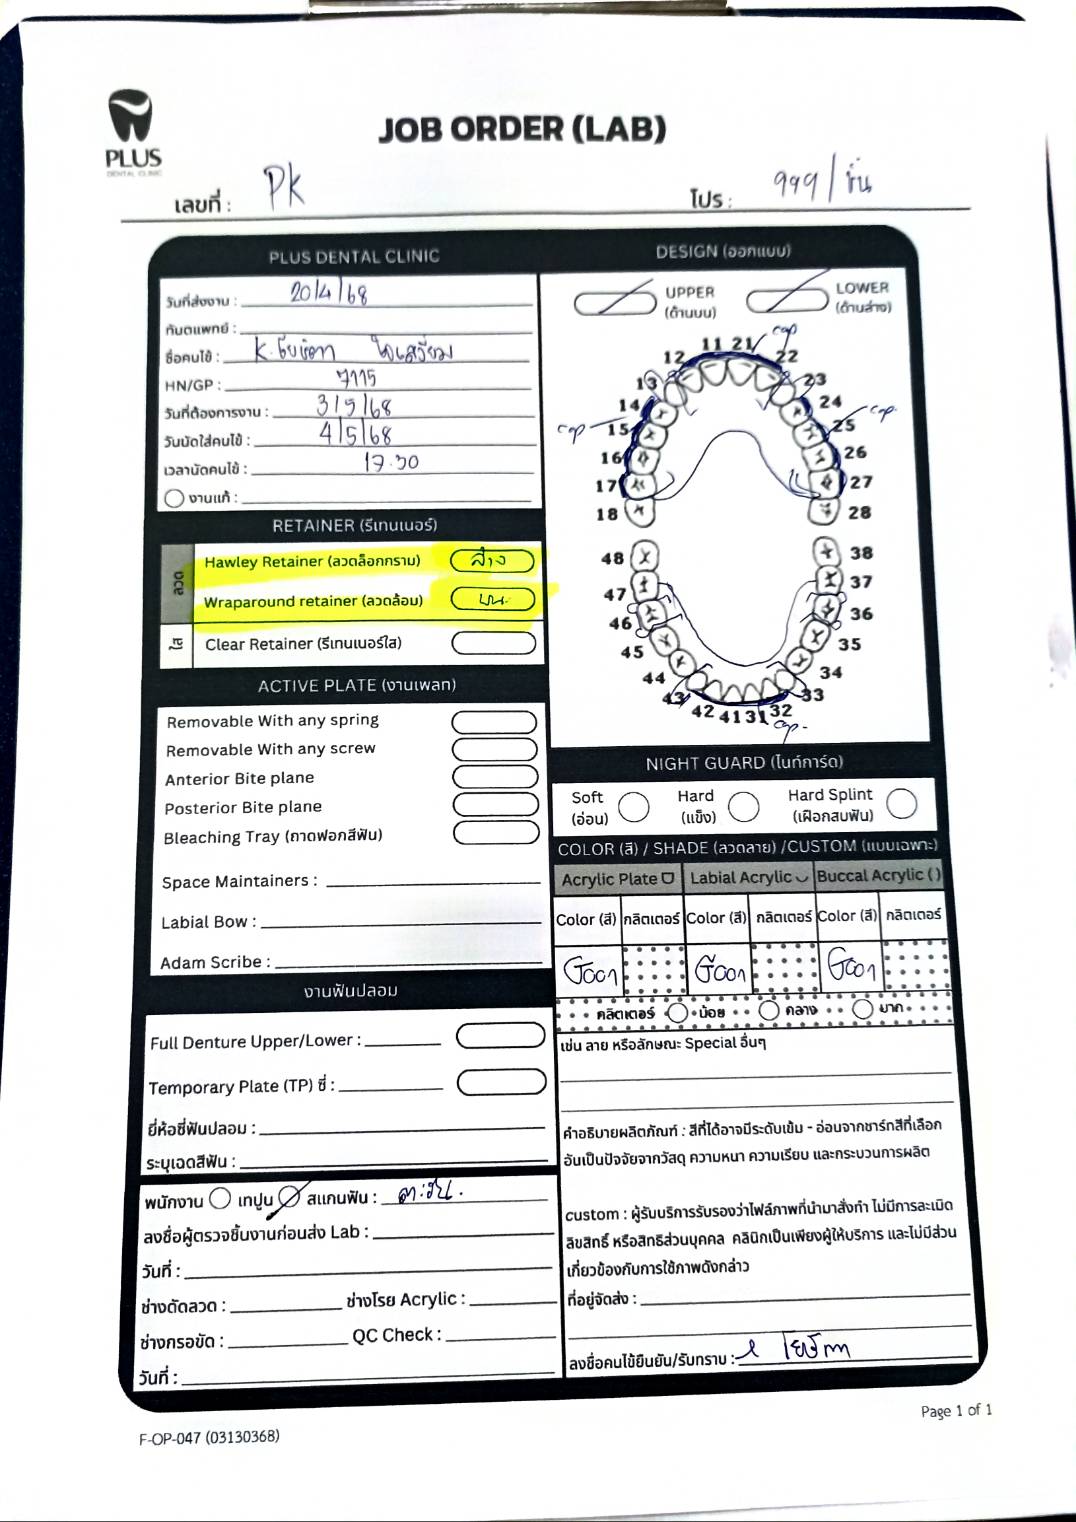 PLUS
DENTAL CLINIC
JOB ORDER (LAB)
เลขที่ : PK
โปร : 999/ชิ้น
PLUS DENTAL CLINIC
วันที่ส่งงาน : 20/4/68
ทันตแพทย์ :
ชื่อคนไข้ : K.
HN/GP : 7115
วันที่ต้องการงาน : 3/5/68
วันนัดใส่คนไข้ : 4/5/68
เวลานัดคนไข้ : 17.30
งานแก้ :
RETAINER (รีเทนเนอร์)
ลวด
Hawley Retainer (ลวดล็อกกราม) ล่าง
Wraparound retainer (ลวดล้อม) บน
ใส
Clear Retainer (รีเทนเนอร์ใส)
ACTIVE PLATE (งานเพลท)
Removable With any spring
Removable With any screw
Anterior Bite plane
Posterior Bite plane
Bleaching Tray (ถาดฟอกสีฟัน)
Space Maintainers :
Labial Bow :
Adam Scribe :
งานฟันปลอม
Full Denture Upper/Lower :
Temporary Plate (TP) ซี่ :
ยี่ห้อซี่ฟันปลอม :
ระบุเฉดสีฟัน :
พนักงาน เทปูน สแกนฟัน :
ลงชื่อผู้ตรวจชิ้นงานก่อนส่ง Lab :
วันที่ :
ช่างดัดลวด : ช่างโรย Acrylic :
ช่างกรอขัด : QC Check :
วันที่ :
DESIGN (ออกแบบ)
UPPER
(ด้านบน)
LOWER
(ด้านล่าง)
cap
11 21
12 22
13 23
14 24
cap 15 25 cap
16 26
17 27
18 28
48 38
47 37
46 36
45 35
44 34
43 33
42 41 31 32
cap
NIGHT GUARD (ไนท์การ์ด)
Soft
(อ่อน)
Hard
(แข็ง)
Hard Splint
(เฝือกสบฟัน)
COLOR (สี) / SHADE (ลวดลาย) /CUSTOM (แบบเฉพาะ)
Acrylic Plate Labial Acrylic Buccal Acrylic ( )
Color (สี) กลิตเตอร์ Color (สี) กลิตเตอร์ Color (สี) กลิตเตอร์
G001 G001 G001
กลิตเตอร์ น้อย กลาง มาก
เช่น ลาย หรือลักษณะ Special อื่นๆ
คำอธิบายผลิตภัณฑ์ : สีที่ได้อาจมีระดับเข้ม - อ่อนจากชาร์ทสีที่เลือก
อันเป็นปัจจัยจากวัสดุ ความหนา ความเรียบ และกระบวนการผลิต
custom : ผู้รับบริการรับรองว่าไฟล์ภาพที่นำมาสั่งทำ ไม่มีการละเมิด
ลิขสิทธิ์ หรือสิทธิส่วนบุคคล คลินิกเป็นเพียงผู้ให้บริการ และไม่มีส่วน
เกี่ยวข้องกับการใช้ภาพดังกล่าว
ที่อยู่จัดส่ง :
ลงชื่อคนไข้ยืนยัน/รับทราบ :
Page 1 of 1
F-OP-047 (03130368)